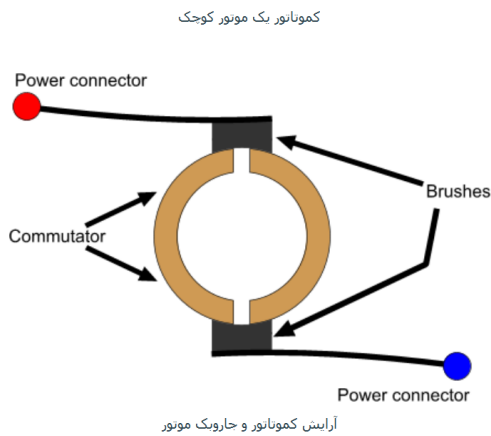 کموتاتور یک موتور کوچک
Power connector
Brushes
Commutator
Power connector
آرایش کموتاتور و جاروبک موتور